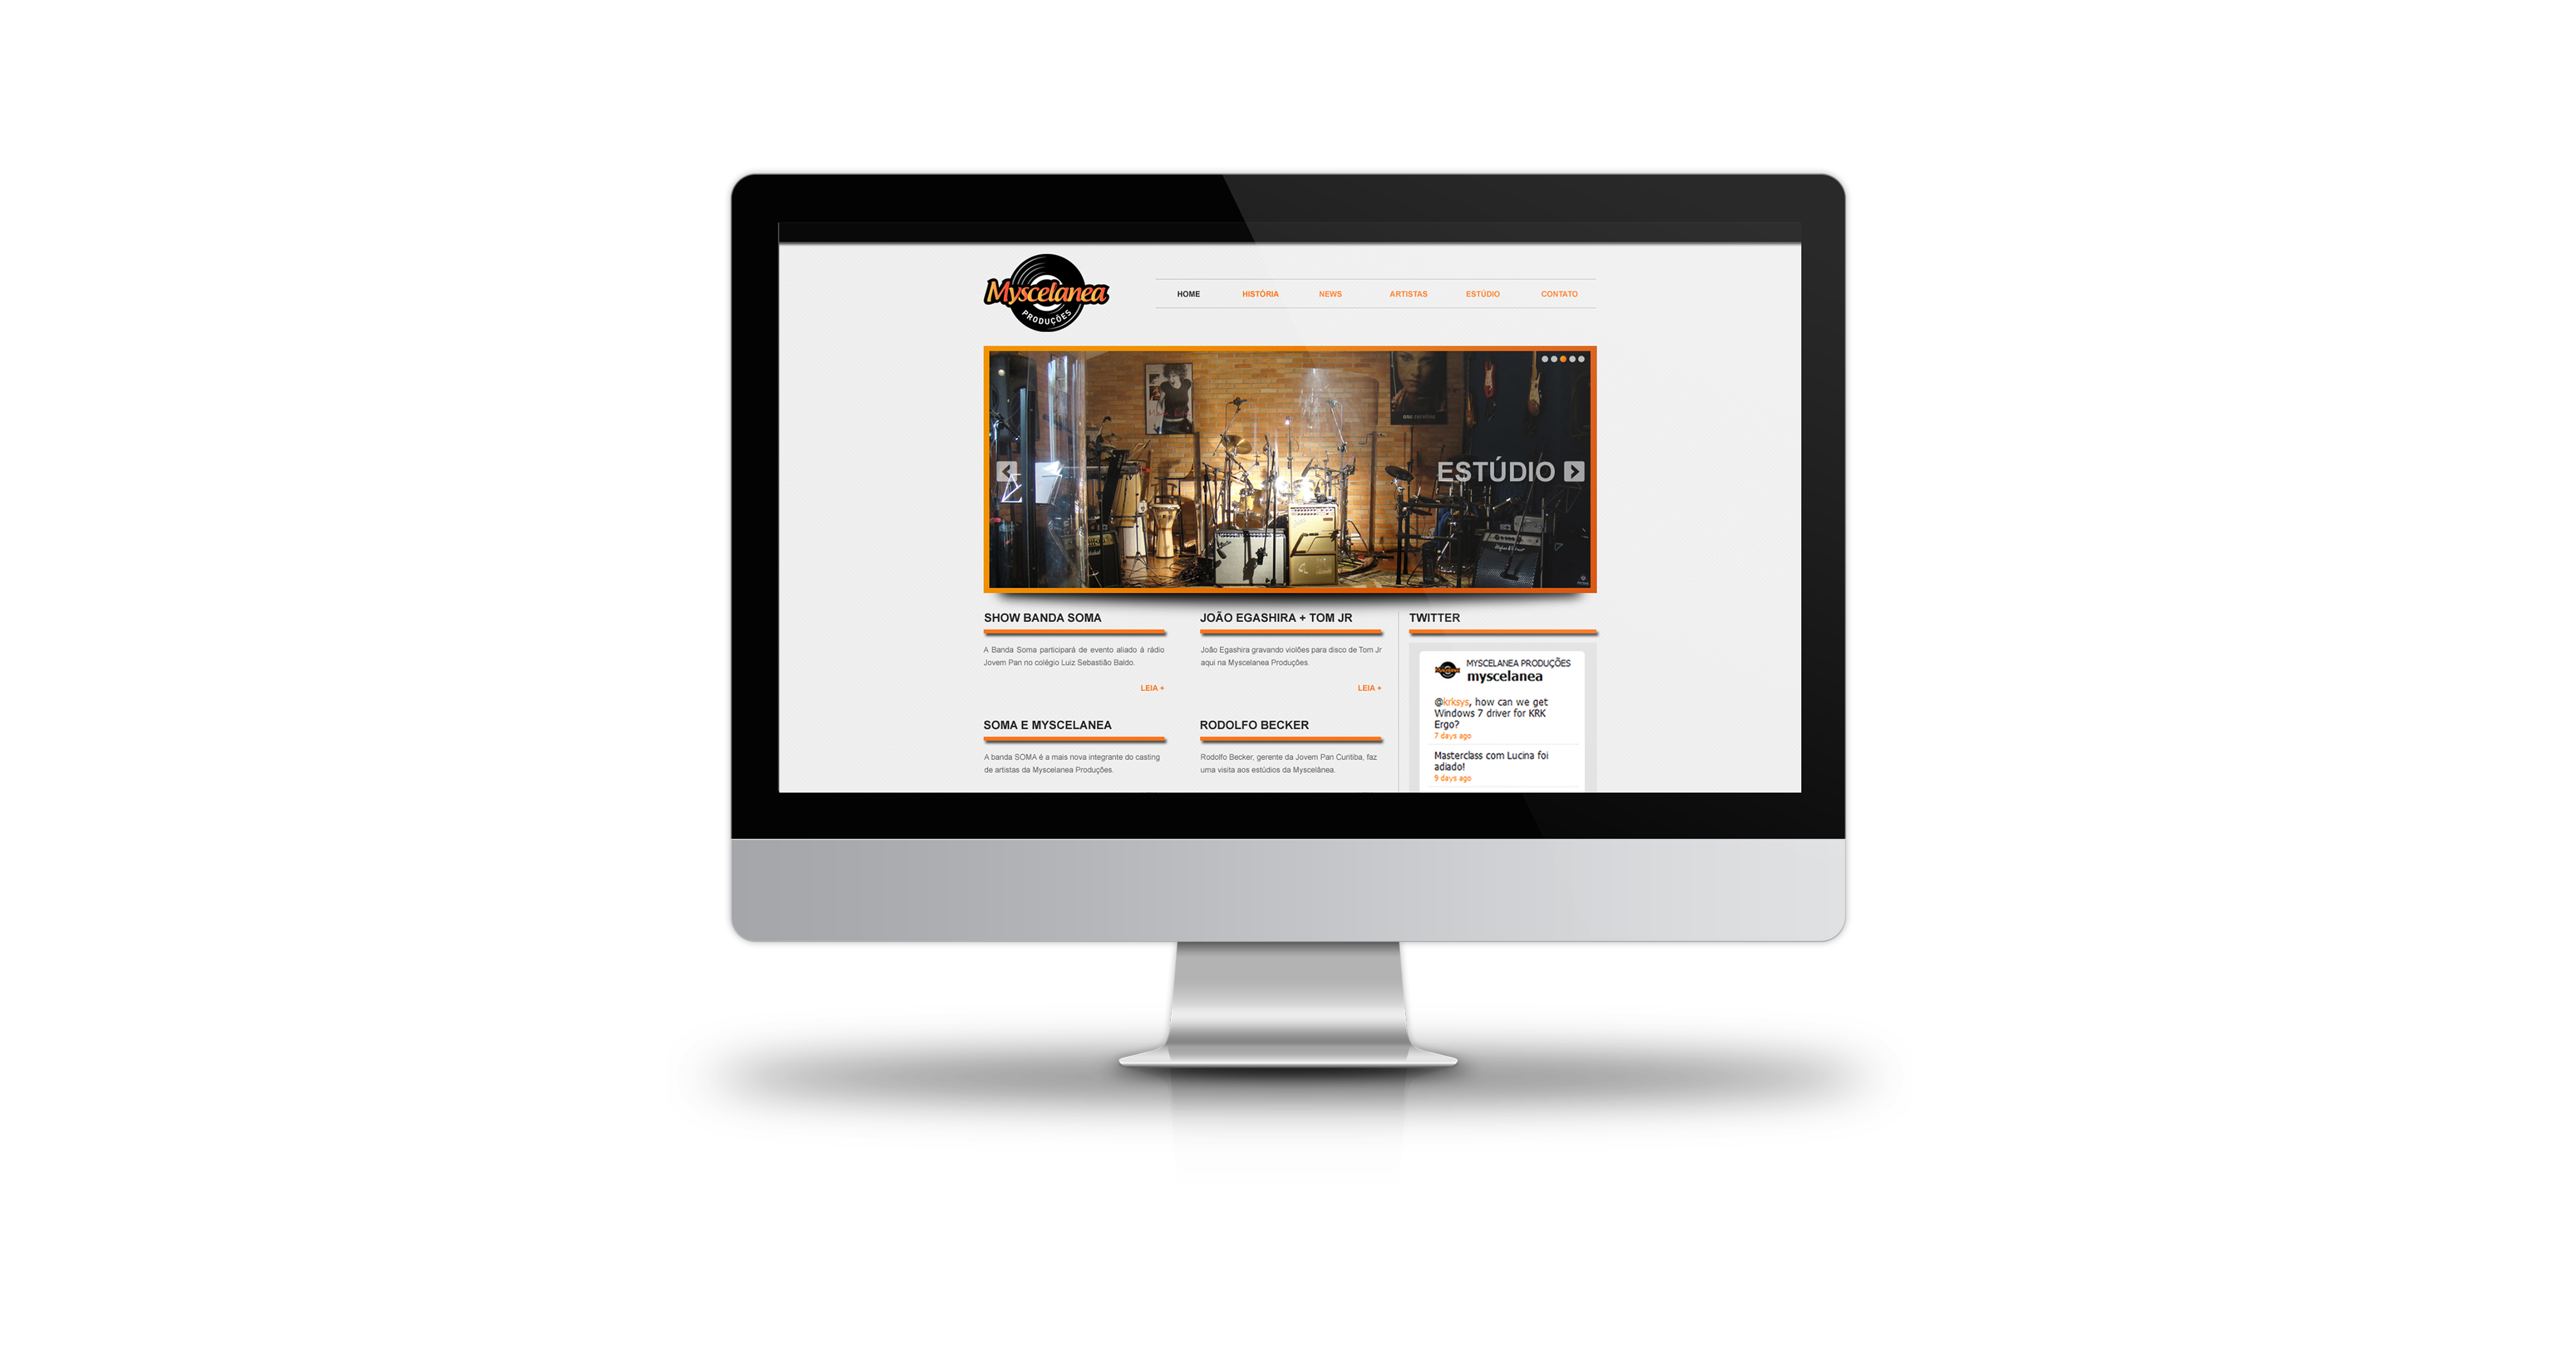 Myscelanea
PRODUÇÕES
HOME HISTÓRIA NEWS ARTISTAS ESTÚDIO CONTATO
ESTÚDIO
SHOW BANDA SOMA
A Banda Soma participará de evento aliado á rádio
Jovem Pan no colégio Luiz Sebastião Baldo.
LEIA +
JOÃO EGASHIRA + TOM JR
João Egashira gravando violões para disco de Tom Jr
aqui na Myscelanea Produções.
LEIA +
SOMA E MYSCELANEA
A banda SOMA é a mais nova integrante do casting
de artistas da Myscelanea Produções.
RODOLFO BECKER
Rodolfo Becker, gerente da Jovem Pan Curitiba, faz
uma visita aos estúdios da Myscelânea.
TWITTER
MYSCELANEA PRODUÇÕES
myscelanea
@krksys, how can we get
Windows 7 driver for KRK
Ergo?
7 days ago
Masterclass com Lucina foi
adiado!
9 days ago